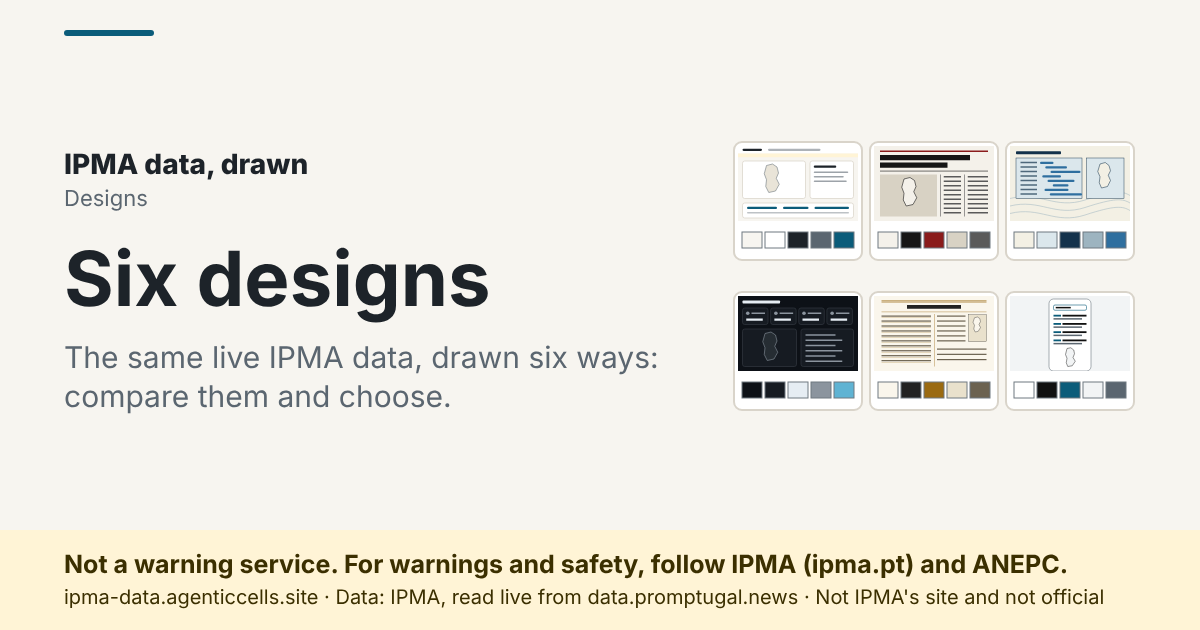 IPMA data, drawn
Designs
Six designs
The same live IPMA data, drawn six ways:
compare them and choose.
Not a warning service. For warnings and safety, follow IPMA (ipma.pt) and ANEPC.
ipma-data.agenticcells.site · Data: IPMA, read live from data.promptugal.news · Not IPMA's site and not official